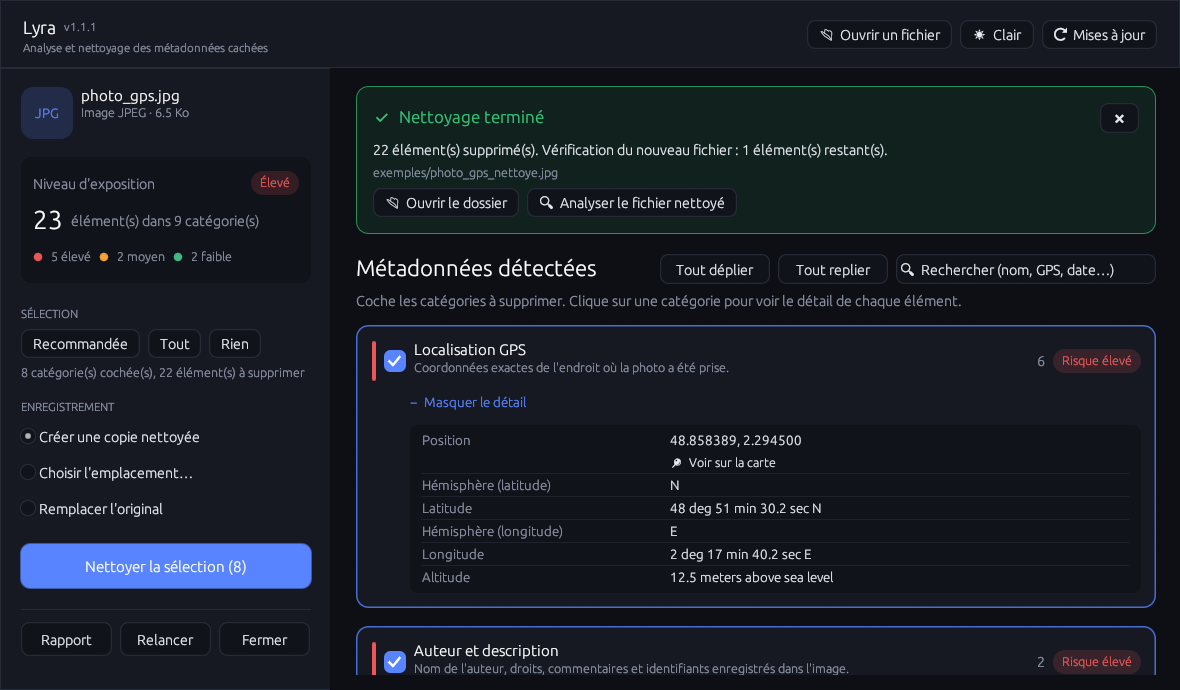 Lyra v1.1.1
Analyse et nettoyage des métadonnées cachées
Ouvrir un fichier
Clair
Mises à jour
JPG
photo_gps.jpg
Image JPEG · 6.5 Ko
Niveau d'exposition
Élevé
23 élément(s) dans 9 catégorie(s)
5 élevé
2 moyen
2 faible
SÉLECTION
Recommandée
Tout
Rien
8 catégorie(s) cochée(s), 22 élément(s) à supprimer
ENREGISTREMENT
Créer une copie nettoyée
Choisir l'emplacement…
Remplacer l'original
Nettoyer la sélection (8)
Rapport
Relancer
Fermer
Nettoyage terminé
22 élément(s) supprimé(s). Vérification du nouveau fichier : 1 élément(s) restant(s).
exemples/photo_gps_nettoye.jpg
Ouvrir le dossier
Analyser le fichier nettoyé
Métadonnées détectées
Tout déplier
Tout replier
Rechercher (nom, GPS, date…)
Coche les catégories à supprimer. Clique sur une catégorie pour voir le détail de chaque élément.
Localisation GPS
Coordonnées exactes de l'endroit où la photo a été prise.
6
Risque élevé
– Masquer le détail
Position 48.858389, 2.294500
Voir sur la carte
Hémisphère (latitude) N
Latitude 48 deg 51 min 30.2 sec N
Hémisphère (longitude) E
Longitude 2 deg 17 min 40.2 sec E
Altitude 12.5 meters above sea level
Auteur et description
Nom de l'auteur, droits, commentaires et identifiants enregistrés dans l'image.
2
Risque élevé